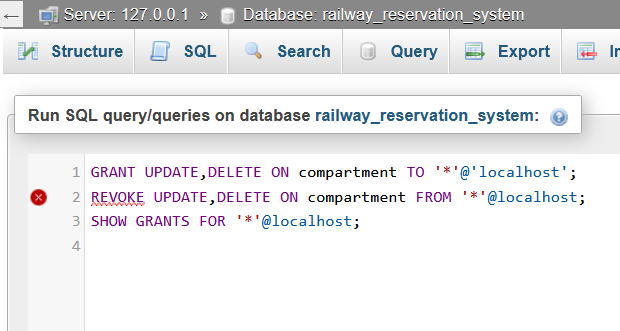 ← Server: 127.0.0.1 » Database: railway_reservation_system
Structure SQL Search Query Export
Run SQL query/queries on database railway_reservation_system:
1 GRANT UPDATE,DELETE ON compartment TO '*'@'localhost';
2 REVOKE UPDATE,DELETE ON compartment FROM '*'@localhost;
3 SHOW GRANTS FOR '*'@localhost;
4